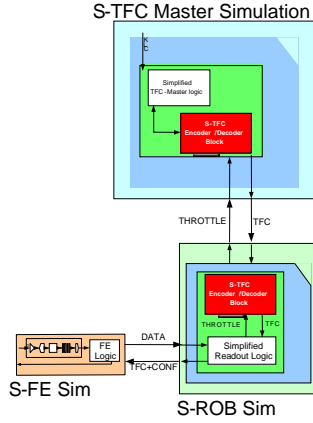 S-TFC Master Simulation
K
C
Simplified
TFC -Master logic
S-TFC
Encoder /Decoder
Block
THROTTLE
TFC
S-TFC
Encoder /Decoder
Block
THROTTLE
TFC
Simplified
Readout Logic
FE
Logic
DATA
TFC+CONF
S-FE Sim
S-ROB Sim